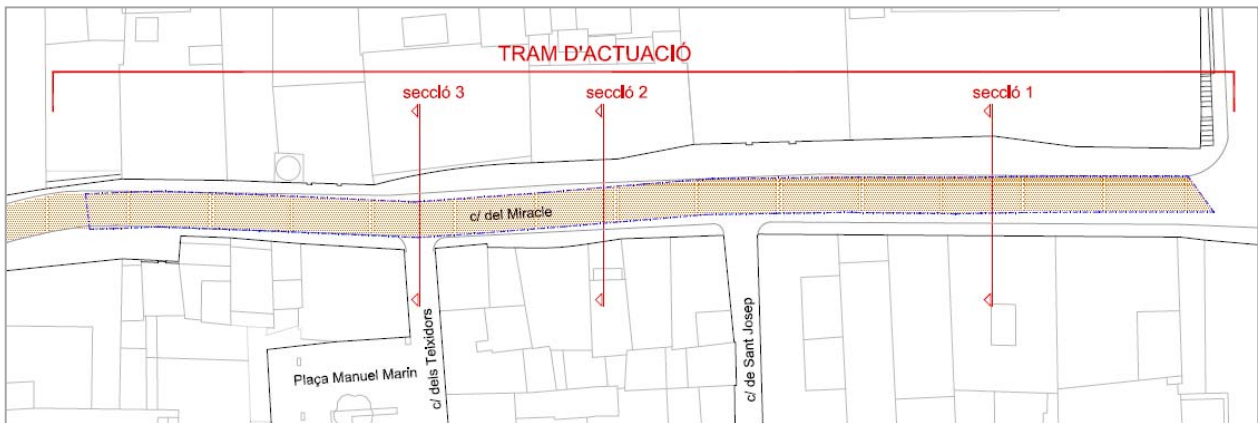 TRAM D'ACTUACIÓ
secció 3
secció 2
secció 1
c/ del Miracle
c/ dels Teixidors
c/ de Sant Josep
Plaça Manuel Marín